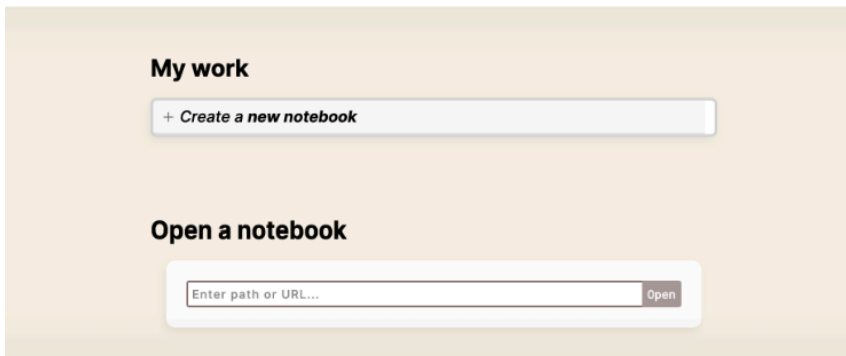 My work
+ Create a new notebook
Open a notebook
Enter path or URL...
Open